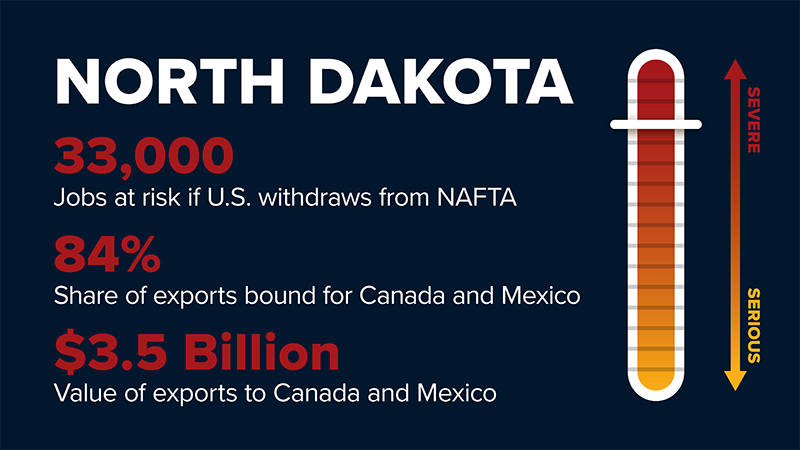 NORTH DAKOTA
33,000
Jobs at risk if U.S. withdraws from NAFTA
84%
Share of exports bound for Canada and Mexico
$3.5 Billion
Value of exports to Canada and Mexico
SEVERE
SERIOUS